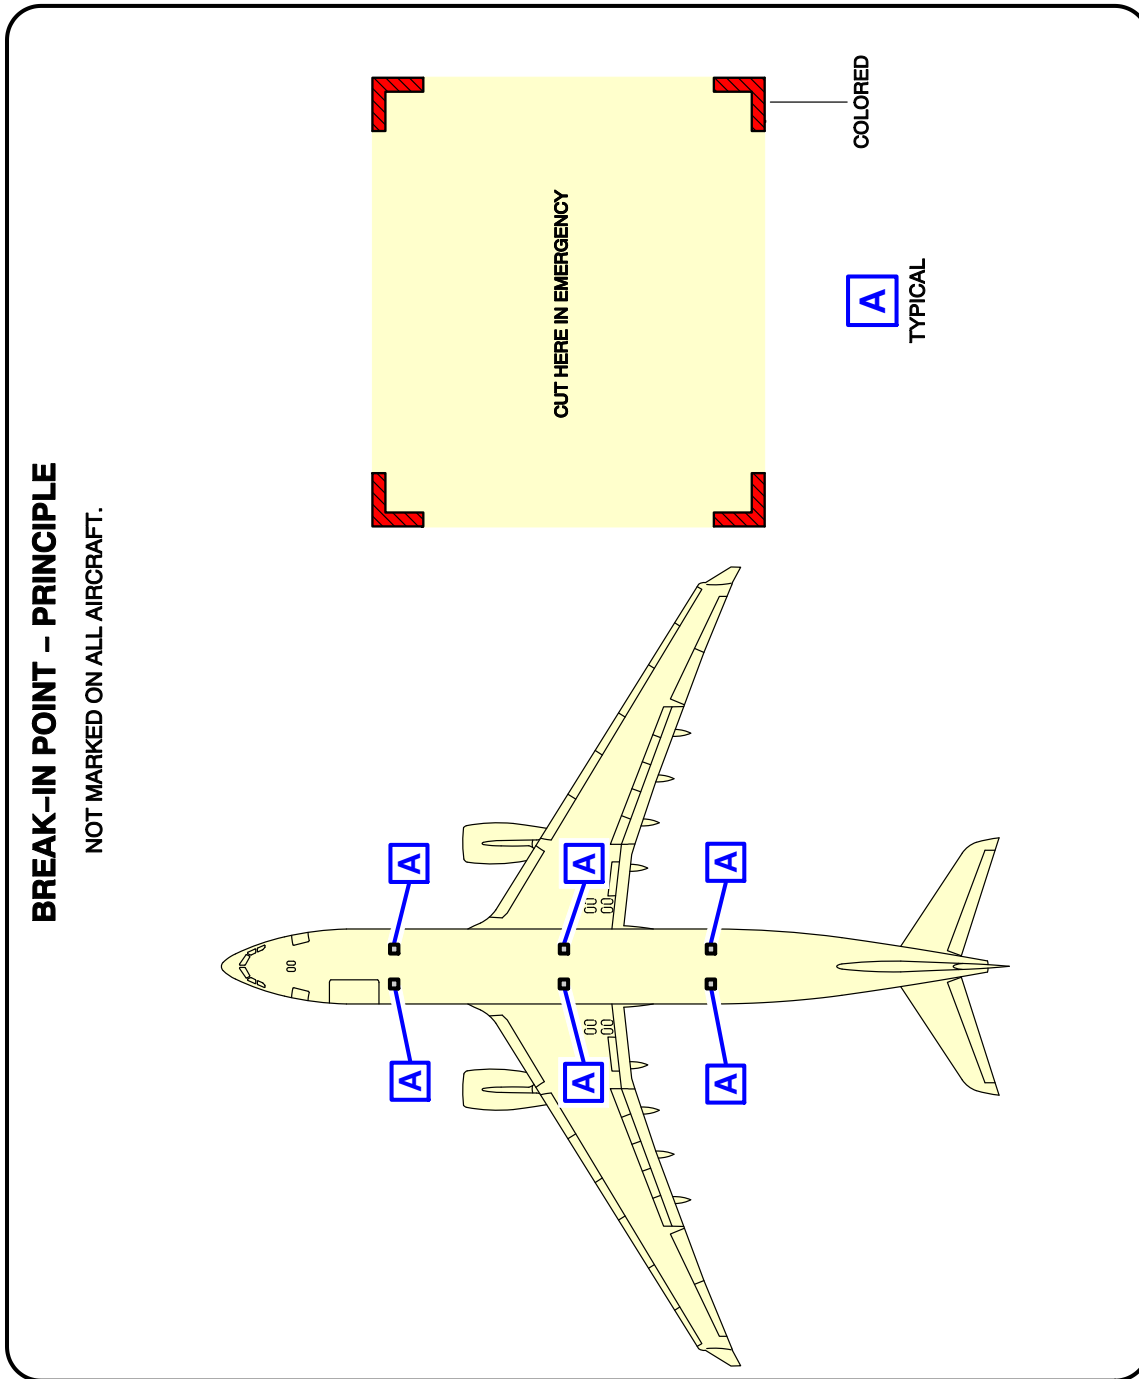 BREAK–IN POINT – PRINCIPLE
NOT MARKED ON ALL AIRCRAFT.
A
A
A
A
A
A
CUT HERE IN EMERGENCY
COLORED
A
TYPICAL